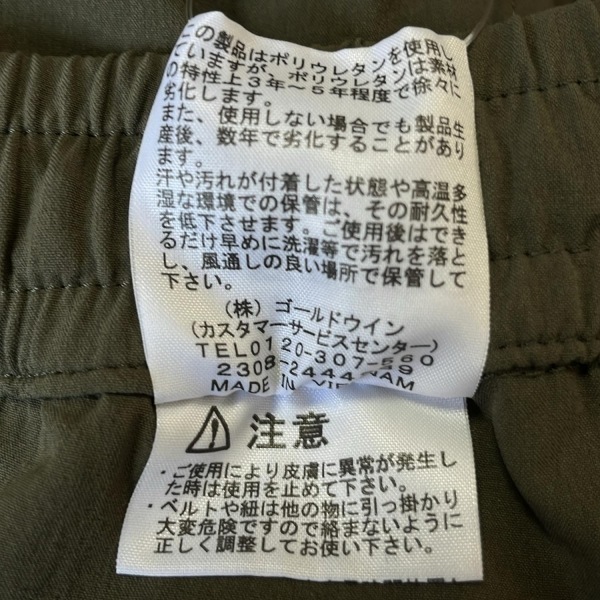 この製品はポリウレタンを使用し
ていますが、ポリウレタンは素材
の特性上3年～5年程度で徐々に
劣化します。
また、使用しない場合でも製品生
産後、数年で劣化することがあり
ます。
汗や汚れが付着した状態や高温多
湿な環境での保管は、その耐久性
を低下させます。ご使用後はでき
るだけ早めに洗濯等で汚れを落と
し、風通しの良い場所で保管して
下さい。
(株) ゴールドウイン
(カスタマーサービスセンター)
TEL0120-307-560
2308-2444-59
MADE IN VIETNAM
注意
・ご使用により皮膚に異常が発生し
た時は使用を止めて下さい。
・ベルトや紐は他の物に引っ掛かり
大変危険ですので絡まないように
正しく調整してお使い下さい。